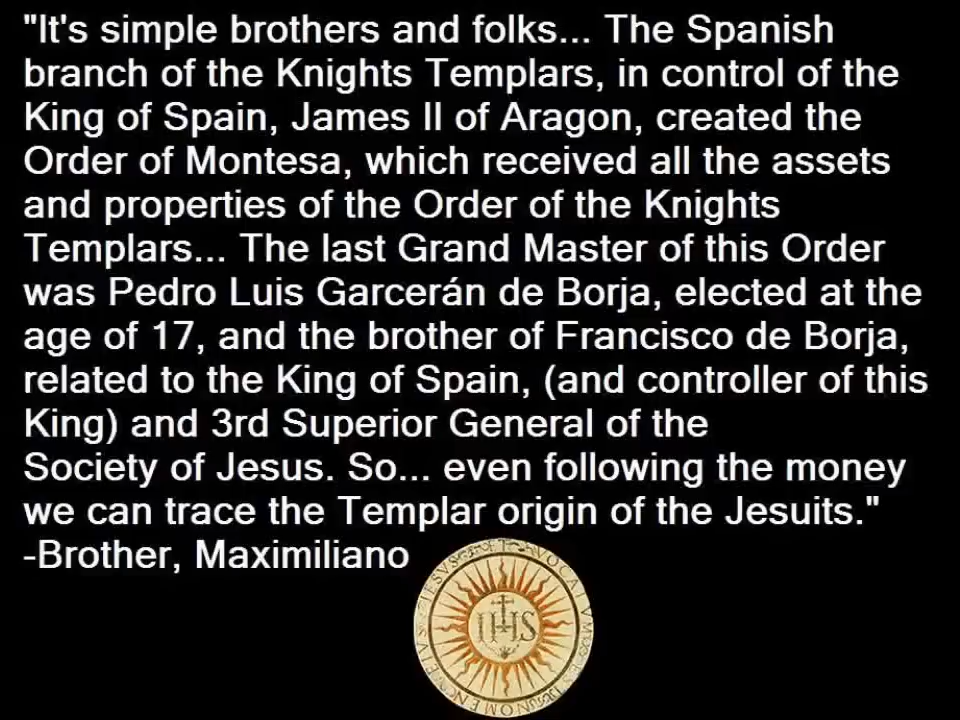 "It's simple brothers and folks... The Spanish
branch of the Knights Templars, in control of the
King of Spain, James II of Aragon, created the
Order of Montesa, which received all the assets
and properties of the Order of the Knights
Templars... The last Grand Master of this Order
was Pedro Luis Garcerán de Borja, elected at the
age of 17, and the brother of Francisco de Borja,
related to the King of Spain, (and controller of this
King) and 3rd Superior General of the
Society of Jesus. So... even following the money
we can trace the Templar origin of the Jesuits."
-Brother, Maximiliano
IHS